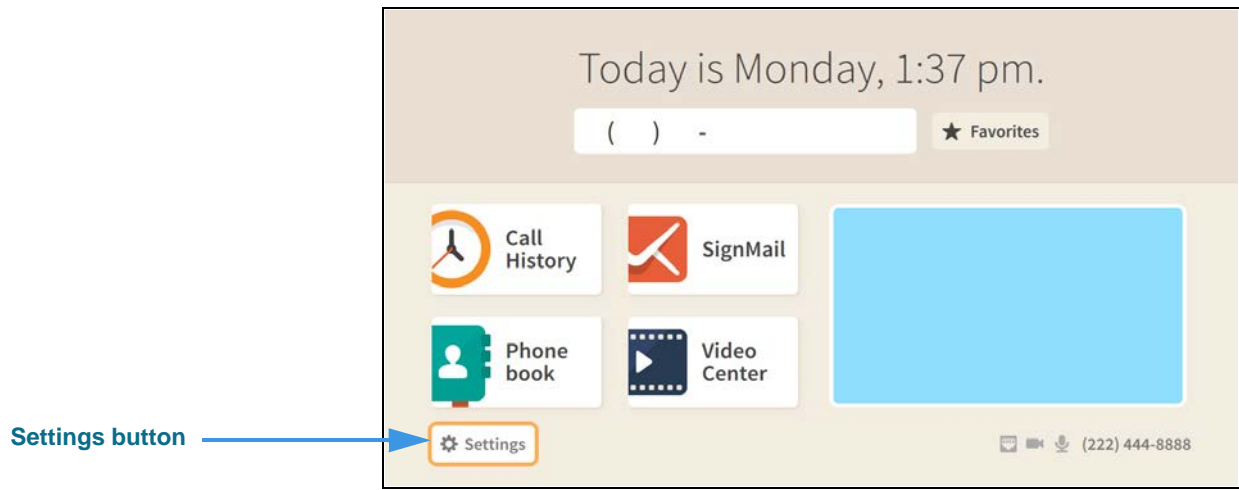 Today is Monday, 1:37 pm.
( ) -
Favorites
Call
History
SignMail
Phone
book
Video
Center
Settings button
Settings
(222) 444-8888